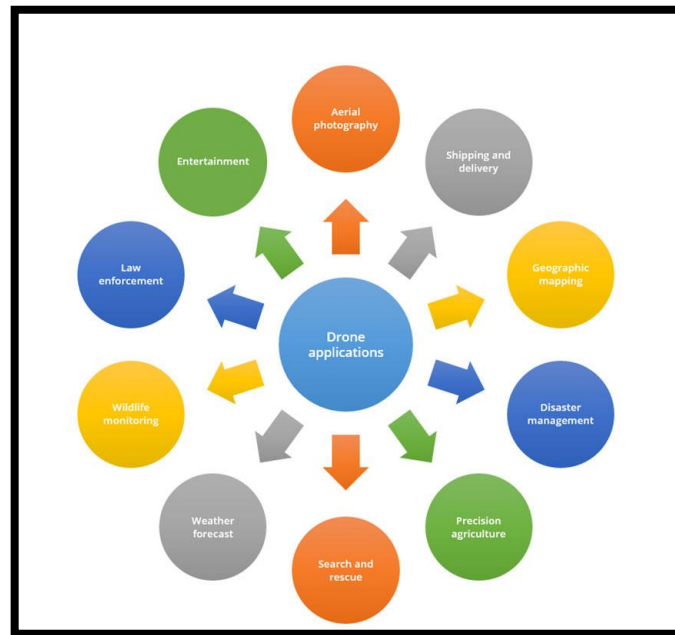 Aerial
photography
Shipping and
delivery
Geographic
mapping
Disaster
management
Precision
agriculture
Search and
rescue
Weather
forecast
Wildlife
monitoring
Law
enforcement
Entertainment
Drone
applications